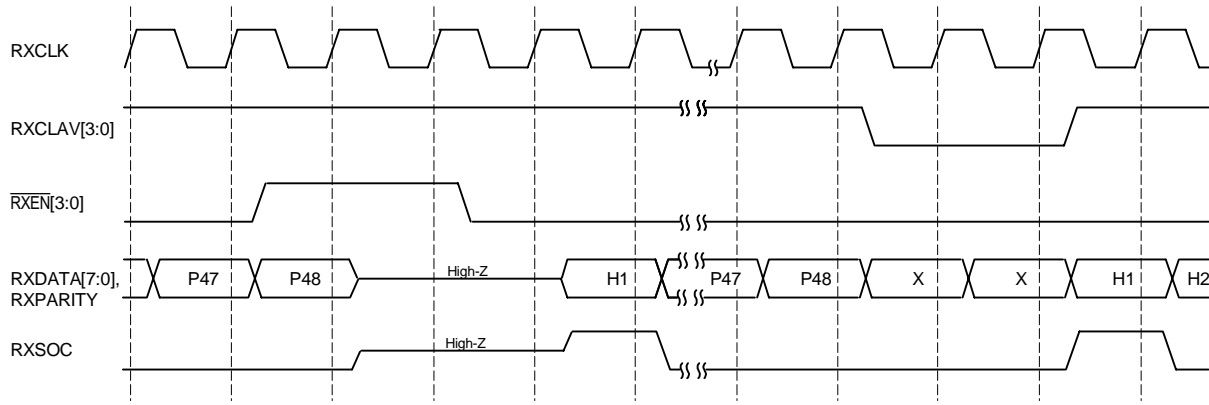 RXCLK
RXCLAV[3:0]
RXEN[3:0]
RXDATA[7:0], P47 P48 High-Z H1 P47 P48 X X H1 H2
RXPARITY
RXSOC High-Z